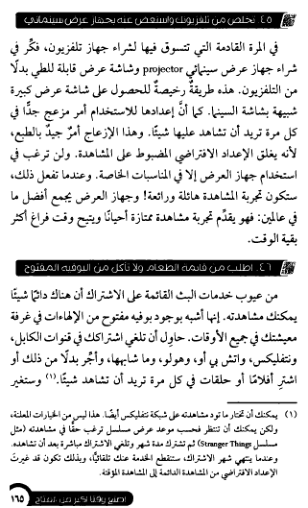 ٤٥. تخلص من تلفزيونك واستعض عنه بجهاز عرض سينمائي
في المرة القادمة التي تتسوق فيها لشراء جهاز تلفزيون، فكّر في
شراء جهاز عرض سينمائي projector وشاشة عرض قابلة للطي بدلًا
من التلفزيون. هذه طريقةٌ رخيصةٌ للحصول على شاشة عرض كبيرة
شبيهة بشاشة السينما. كما أنَّ إعدادها للاستخدام أمر مزعج جدًّا في
كل مرة تريد أن تشاهد عليها شيئًا. وهذا الإزعاج أمرٌ جيدٌ بالطبع،
لأنه يغلق الإعداد الافتراضي المضبوط على المشاهدة. ولن ترغب في
استخدام جهاز العرض إلا في المناسبات الخاصة. وعندما تفعل ذلك،
ستكون تجربة المشاهدة هائلة ورائعة! وجهاز العرض يجمع أفضل ما
في عالمين: فهو يقدِّم تجربة مشاهدة ممتازة أحيانًا ويتيح وقت فراغ أكثر
بقية الوقت.
٤٦. اطلب من قائمة الطعام، ولا تأكل من البوفيه المفتوح
من عيوب خدمات البث القائمة على الاشتراك أن هناك دائمًا شيئًا
يمكنك مشاهدته. إنها أشبه بوجود بوفيه مفتوح من الإلهاءات في غرفة
معيشتك في جميع الأوقات. حاول أن تلغي اشتراكك في قنوات الكابل،
ونتفليكس، واتش بي أو، وهولو، وما شابهها، وأجِّر بدلًا من ذلك أو
اشترِ أفلامًا أو حلقات في كل مرة تريد أن تشاهد شيئًا.(١) وستغير
(١) يمكنك أن تختار ما تود مشاهدته على شبكة نتفليكس أيضًا. هذا ليس من الخيارات المعلنة،
ولكن يمكنك أن تنتظر فحسب موعد عرض مسلسل ترغب حقًّا في مشاهدته (مثل
مسلسل Stranger Things) ثم تشترك مدة شهر وتلغي الاشتراك مباشرة بعد أن تشاهده.
وعندما ينتهي شهر الاشتراك، ستنقطع الخدمة عنك تلقائيًّا، وبذلك تكون قد غيرت
الإعداد الافتراضي من المشاهدة الدائمة إلى المشاهدة المؤقتة.
١٦٥